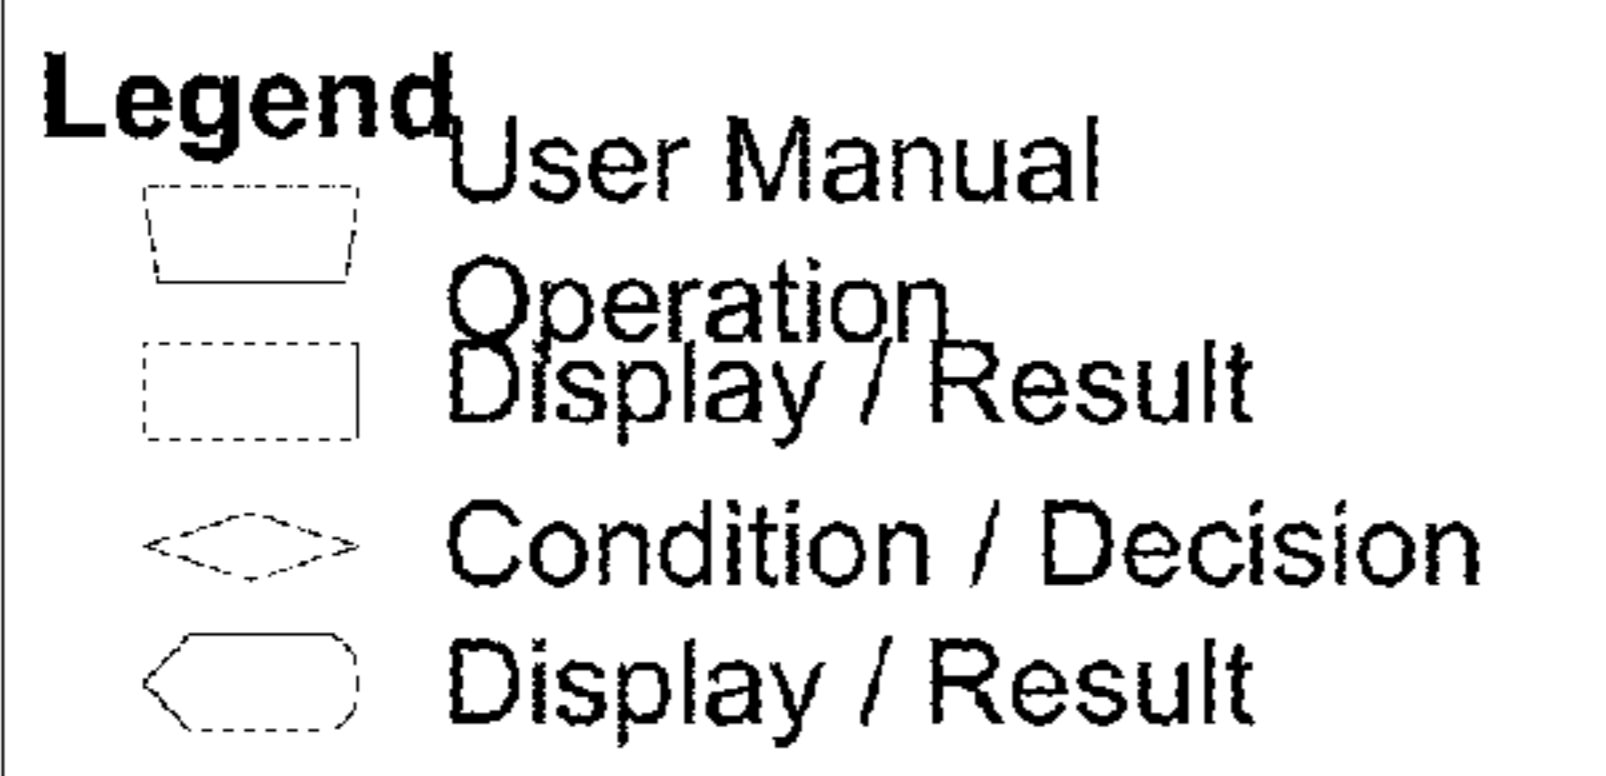 Legend
User Manual
Operation
Display / Result
Condition / Decision
Display / Result